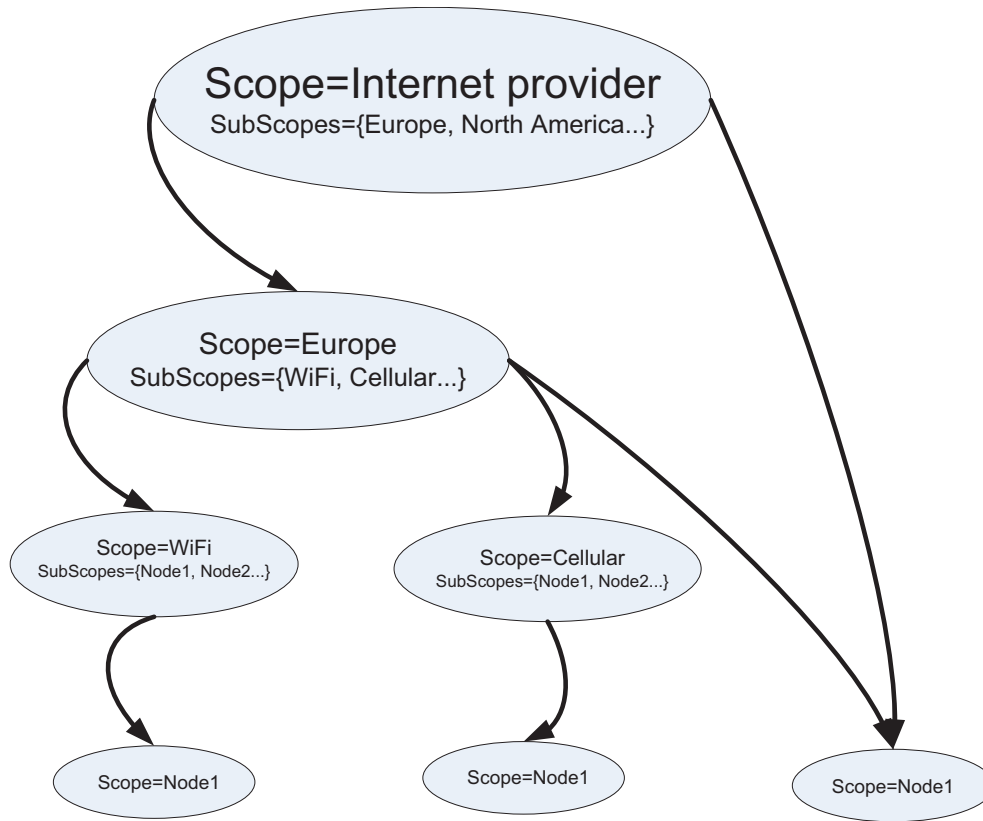 Scope=Internet provider
SubScopes={Europe, North America...}
Scope=Europe
SubScopes={WiFi, Cellular...}
Scope=WiFi
SubScopes={Node1, Node2...}
Scope=Cellular
SubScopes={Node1, Node2...}
Scope=Node1
Scope=Node1
Scope=Node1